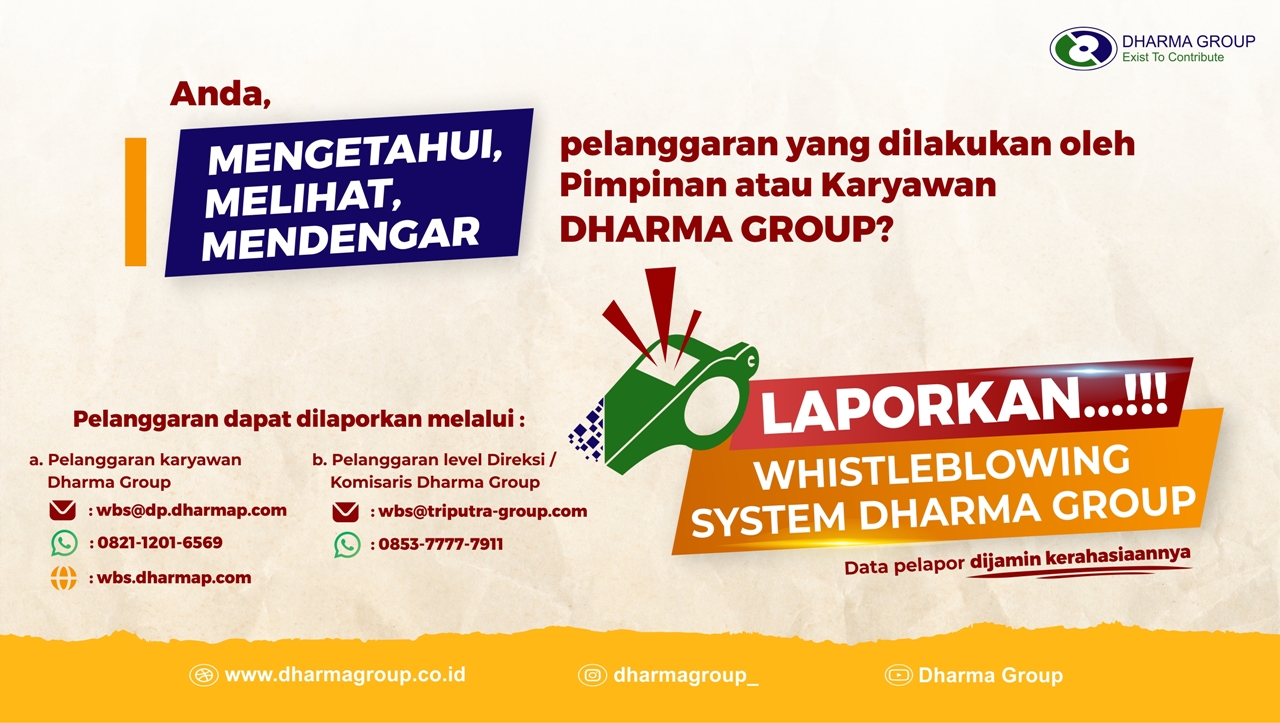 DHARMA GROUP
Exist To Contribute
Anda,
MENGETAHUI,
MELIHAT,
MENDENGAR
pelanggaran yang dilakukan oleh
Pimpinan atau Karyawan
DHARMA GROUP?
LAPORKAN...!!!
WHISTLEBLOWING
SYSTEM DHARMA GROUP
Data pelapor dijamin kerahasiaannya
Pelanggaran dapat dilaporkan melalui :
a. Pelanggaran karyawan
Dharma Group
: wbs@dp.dharmap.com
: 0821-1201-6569
: wbs.dharmap.com
b. Pelanggaran level Direksi /
Komisaris Dharma Group
: wbs@triputra-group.com
: 0853-7777-7911
www.dharmagroup.co.id
dharmagroup_
Dharma Group